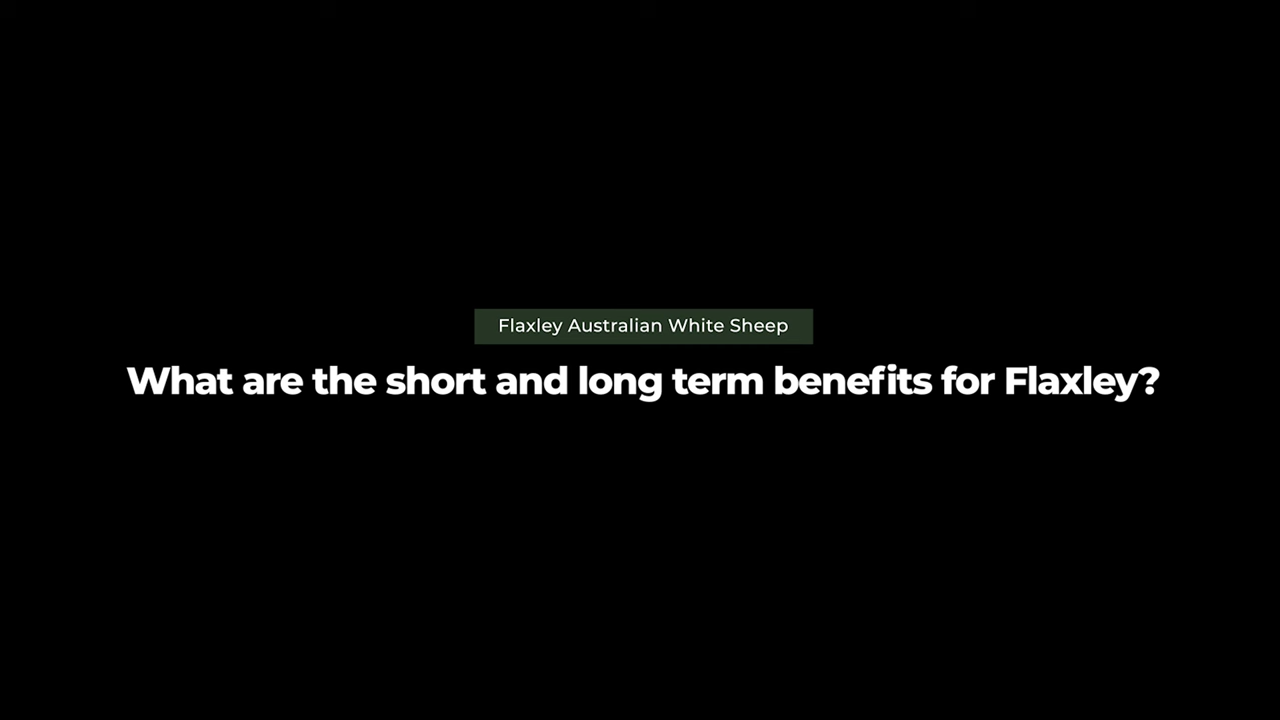 Flaxley Australian White Sheep
What are the short and long term benefits for Flaxley?